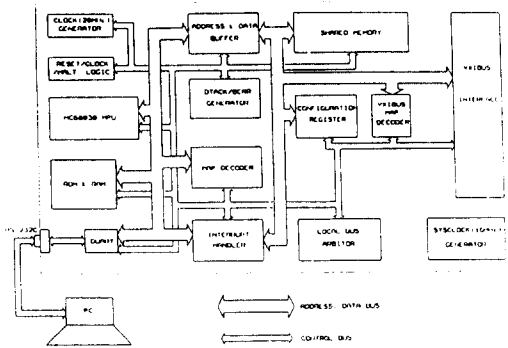 CLOCK(20MHz)
GENERATOR
ADDRESS & DATA
BUFFER
SHARED MEMORY
RESET/CLOCK
/HALT LOGIC
DTACK/BERR
GENERATOR
VXIBUS
INTERFACE
MC68030 MPU
CONFIGURATION
REGISTER
VXIBUS
MAP
DECODER
ROM & RAM
MAP DECODER
RS-232C
DUART
INTERRUPT
HANDLER
LOCAL BUS
ARBITOR
SYSCLOCK(16MHz)
GENERATOR
PC
ADDRESS, DATA BUS
CONTROL BUS